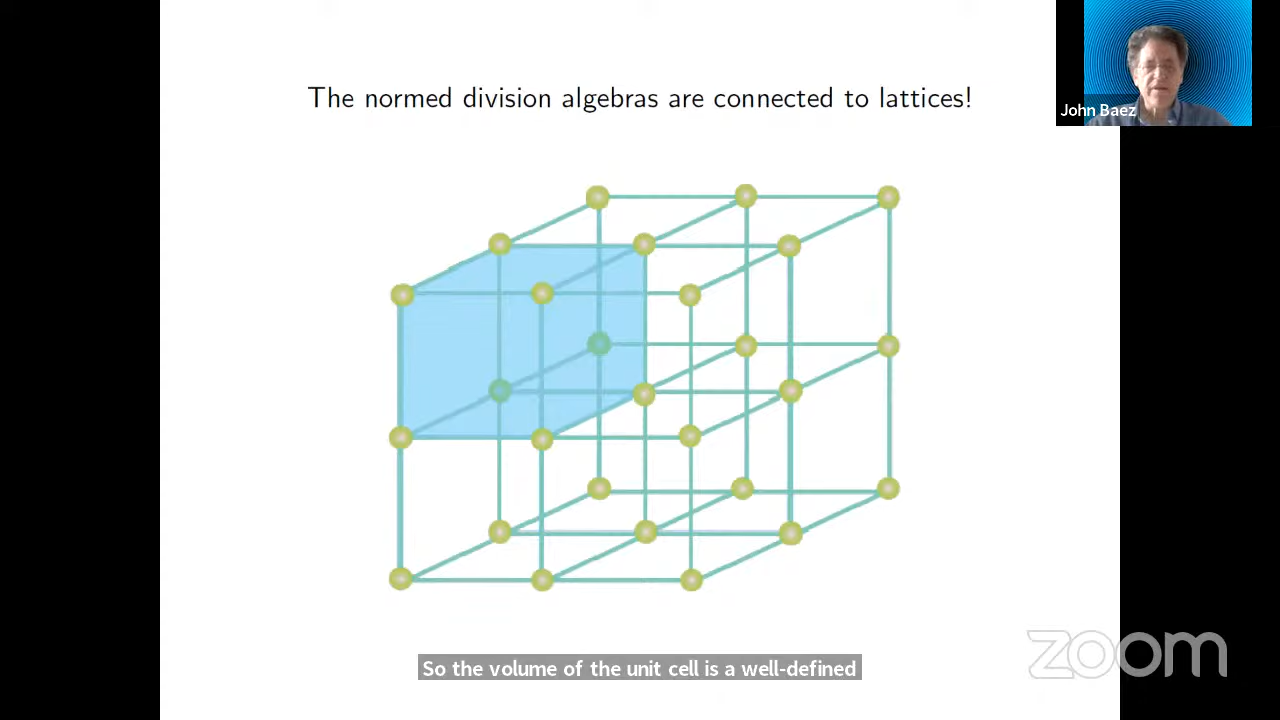 The normed division algebras are connected to lattices!
John Baez
So the volume of the unit cell is a well-defined
zoom